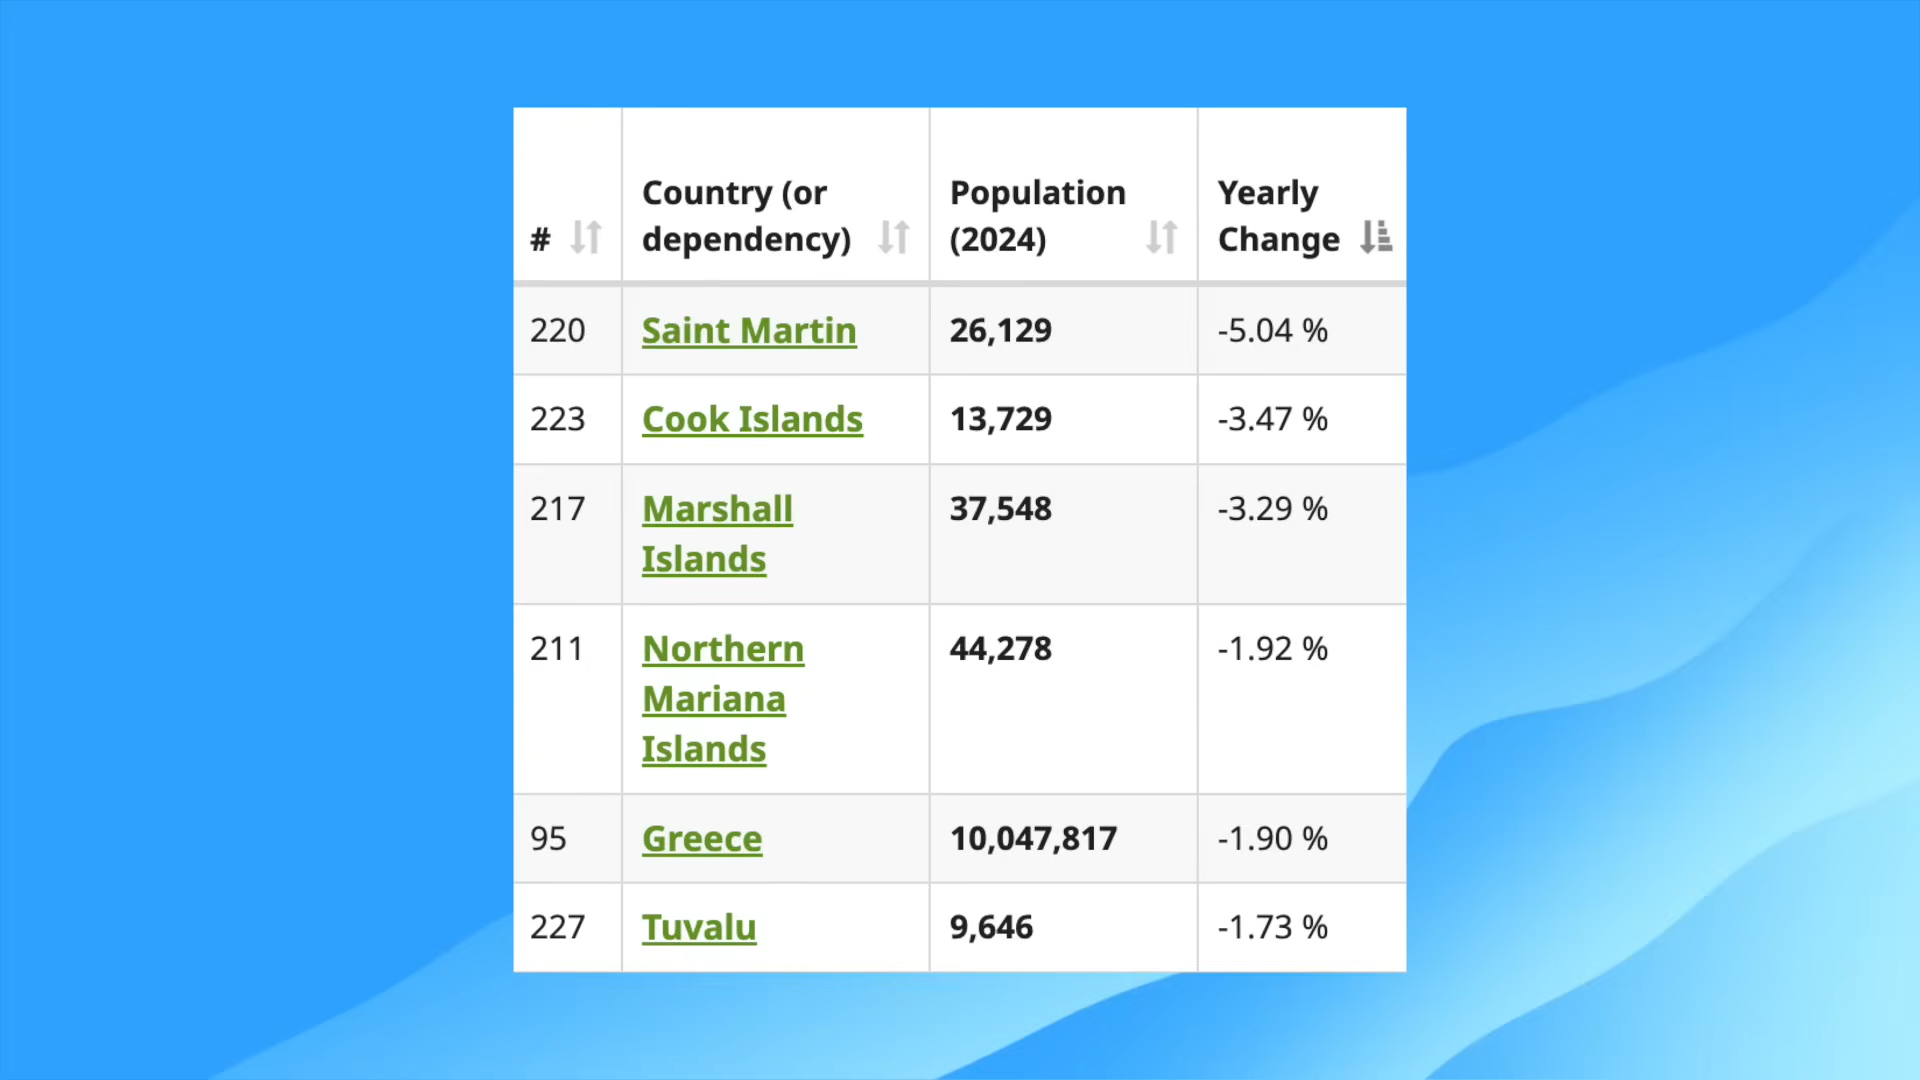 # Country (or dependency) Population (2024) Yearly Change
220 Saint Martin 26,129 -5.04 %
223 Cook Islands 13,729 -3.47 %
217 Marshall Islands 37,548 -3.29 %
211 Northern Mariana Islands 44,278 -1.92 %
95 Greece 10,047,817 -1.90 %
227 Tuvalu 9,646 -1.73 %